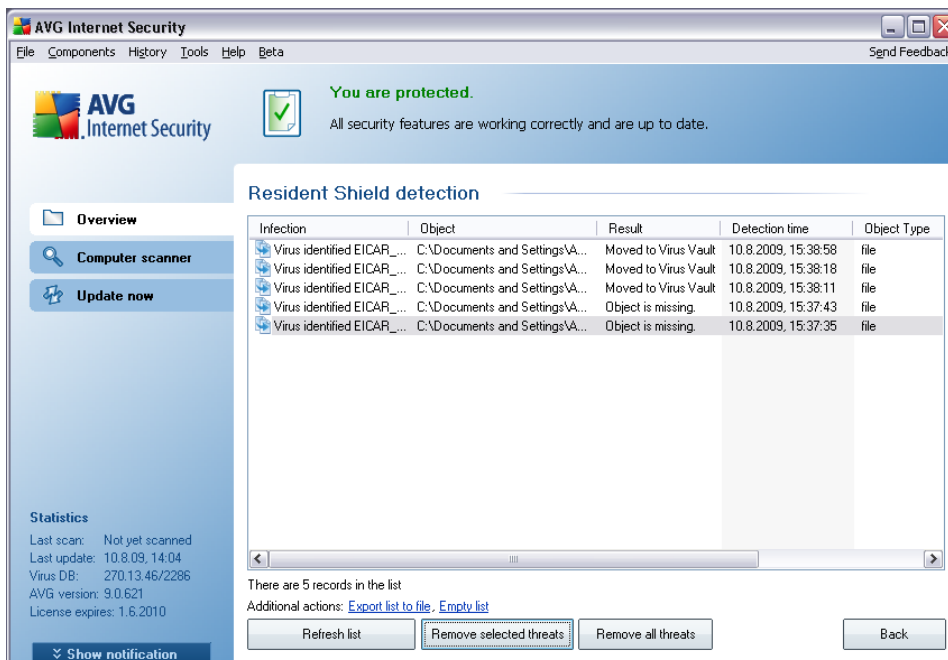 AVG Internet Security
File Components History Tools Help Beta Send Feedback
AVG
Internet Security
You are protected.
All security features are working correctly and are up to date.
Overview
Computer scanner
Update now
Resident Shield detection
Infection Object Result Detection time Object Type
Virus identified EICAR_... C:\Documents and Settings\A... Moved to Virus Vault 10.8.2009, 15:38:58 file
Virus identified EICAR_... C:\Documents and Settings\A... Moved to Virus Vault 10.8.2009, 15:38:18 file
Virus identified EICAR_... C:\Documents and Settings\A... Moved to Virus Vault 10.8.2009, 15:38:11 file
Virus identified EICAR_... C:\Documents and Settings\A... Object is missing. 10.8.2009, 15:37:43 file
Virus identified EICAR_... C:\Documents and Settings\A... Object is missing. 10.8.2009, 15:37:35 file
Statistics
Last scan: Not yet scanned
Last update: 10.8.09, 14:04
Virus DB: 270.13.46/2286
AVG version: 9.0.621
License expires: 1.6.2010
Show notification
There are 5 records in the list
Additional actions: Export list to file, Empty list
Refresh list Remove selected threats Remove all threats Back